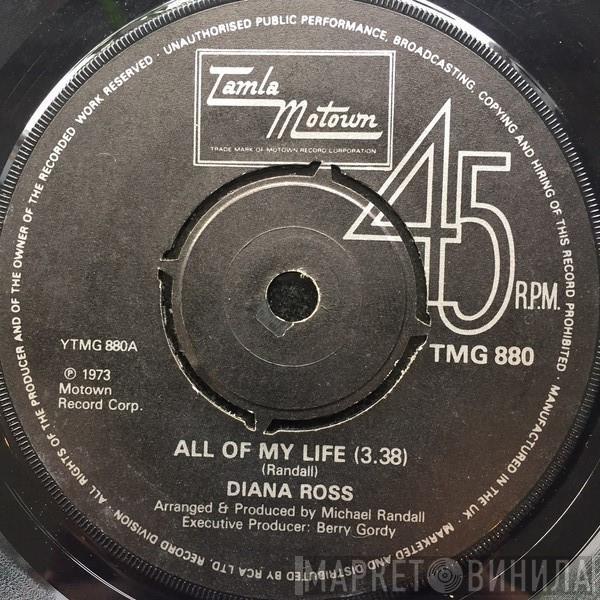 ALL RIGHTS OF THE PRODUCER AND OF THE OWNER OF THE RECORDED WORK RESERVED · UNAUTHORISED PUBLIC PERFORMANCE, BROADCASTING, COPYING AND HIRING OF THIS RECORD PROHIBITED · MANUFACTURED IN THE UK. MARKETED AND DISTRIBUTED BY RCA LTD. RECORD DIVISION
Tamla
Motown
TRADE MARK OF MOTOWN RECORD CORPORATION
45
R.P.M.
YTMG 880A
TMG 880
℗ 1973
Motown
Record Corp.
ALL OF MY LIFE (3.38)
(Randall)
DIANA ROSS
Arranged & Produced by Michael Randall
Executive Producer: Berry Gordy
МАРКЕТ ВИНИЛА